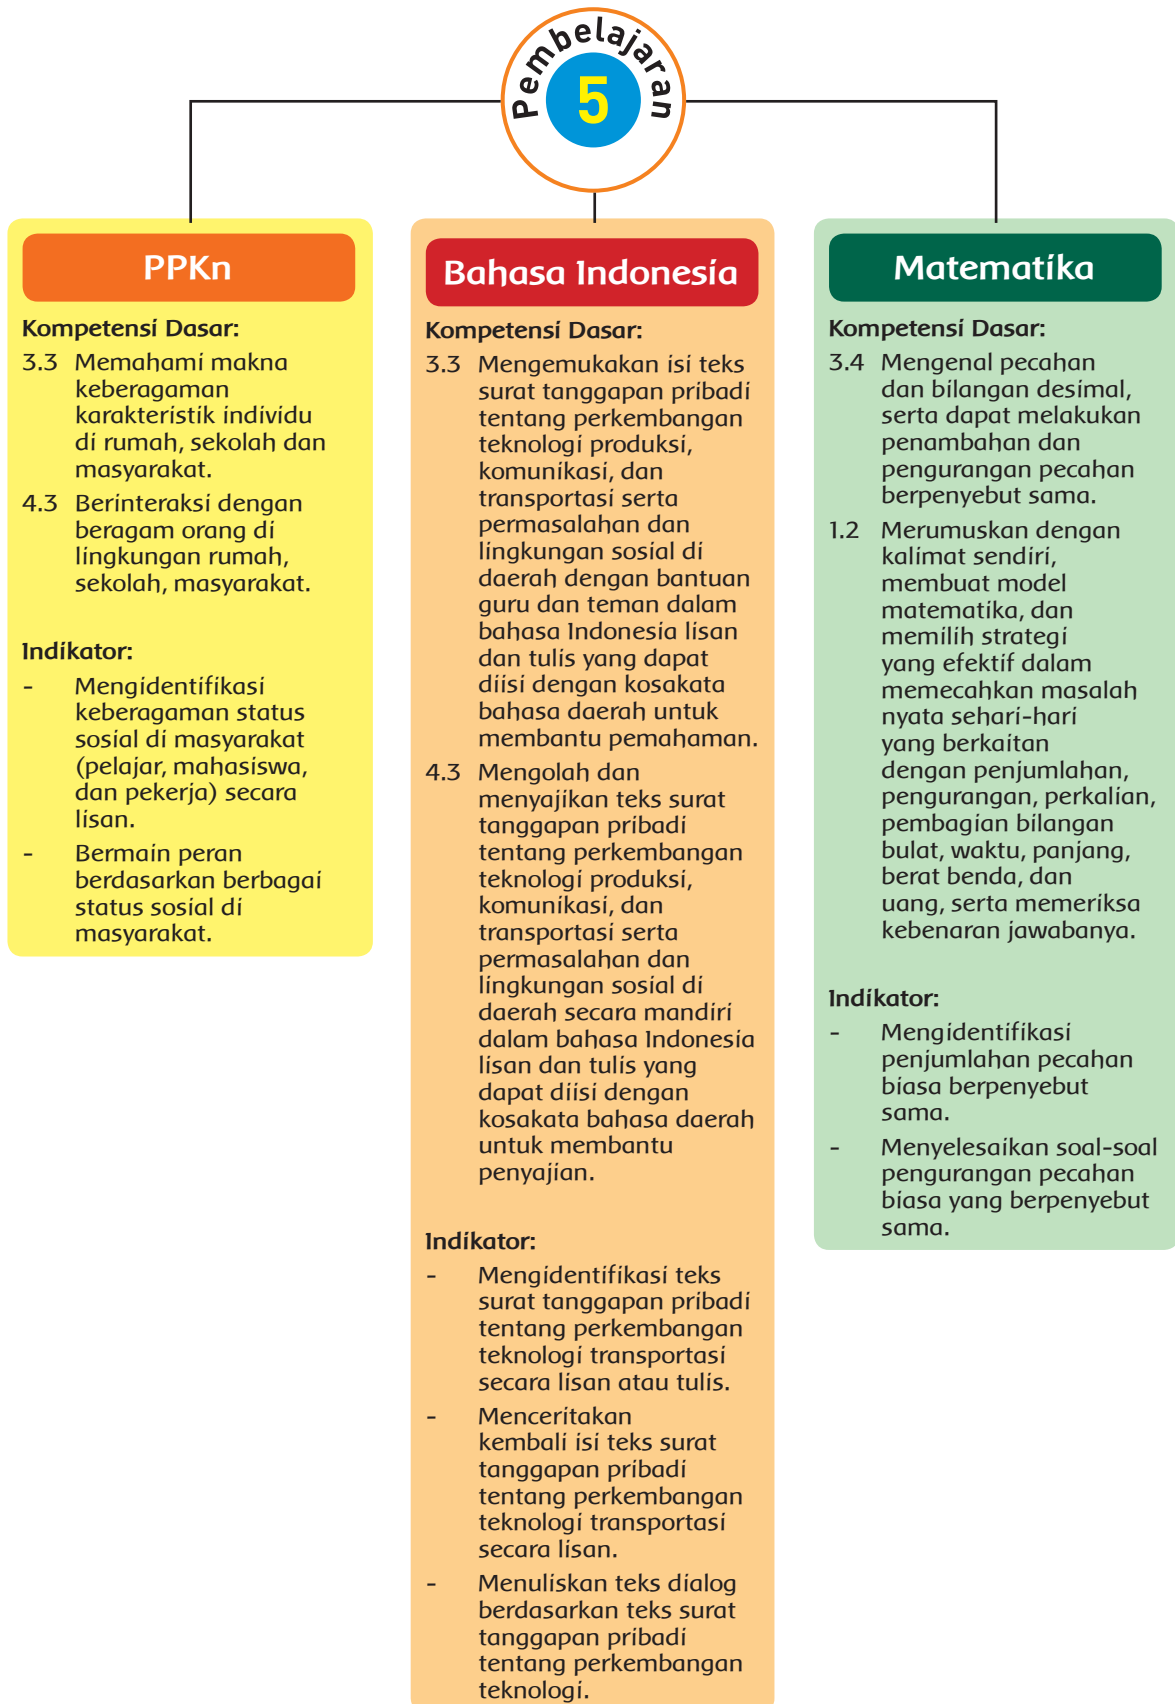 Pembelajaran
5
PPKn
Kompetensi Dasar:
3.3 Memahami makna
keberagaman
karakteristik individu
di rumah, sekolah dan
masyarakat.
4.3 Berinteraksi dengan
beragam orang di
lingkungan rumah,
sekolah, masyarakat.
Indikator:
- Mengidentifikasi
keberagaman status
sosial di masyarakat
(pelajar, mahasiswa,
dan pekerja) secara
lisan.
- Bermain peran
berdasarkan berbagai
status sosial di
masyarakat.
Bahasa Indonesia
Kompetensi Dasar:
3.3 Mengemukakan isi teks
surat tanggapan pribadi
tentang perkembangan
teknologi produksi,
komunikasi, dan
transportasi serta
permasalahan dan
lingkungan sosial di
daerah dengan bantuan
guru dan teman dalam
bahasa Indonesia lisan
dan tulis yang dapat
diisi dengan kosakata
bahasa daerah untuk
membantu pemahaman.
4.3 Mengolah dan
menyajikan teks surat
tanggapan pribadi
tentang perkembangan
teknologi produksi,
komunikasi, dan
transportasi serta
permasalahan dan
lingkungan sosial di
daerah secara mandiri
dalam bahasa Indonesia
lisan dan tulis yang
dapat diisi dengan
kosakata bahasa daerah
untuk membantu
penyajian.
Indikator:
- Mengidentifikasi teks
surat tanggapan pribadi
tentang perkembangan
teknologi transportasi
secara lisan atau tulis.
- Menceritakan
kembali isi teks surat
tanggapan pribadi
tentang perkembangan
teknologi transportasi
secara lisan.
- Menuliskan teks dialog
berdasarkan teks surat
tanggapan pribadi
tentang perkembangan
teknologi.
Matematika
Kompetensi Dasar:
3.4 Mengenal pecahan
dan bilangan desimal,
serta dapat melakukan
penambahan dan
pengurangan pecahan
berpenyebut sama.
1.2 Merumuskan dengan
kalimat sendiri,
membuat model
matematika, dan
memilih strategi
yang efektif dalam
memecahkan masalah
nyata sehari-hari
yang berkaitan
dengan penjumlahan,
pengurangan, perkalian,
pembagian bilangan
bulat, waktu, panjang,
berat benda, dan
uang, serta memeriksa
kebenaran jawabanya.
Indikator:
- Mengidentifikasi
penjumlahan pecahan
biasa berpenyebut
sama.
- Menyelesaikan soal-soal
pengurangan pecahan
biasa yang berpenyebut
sama.